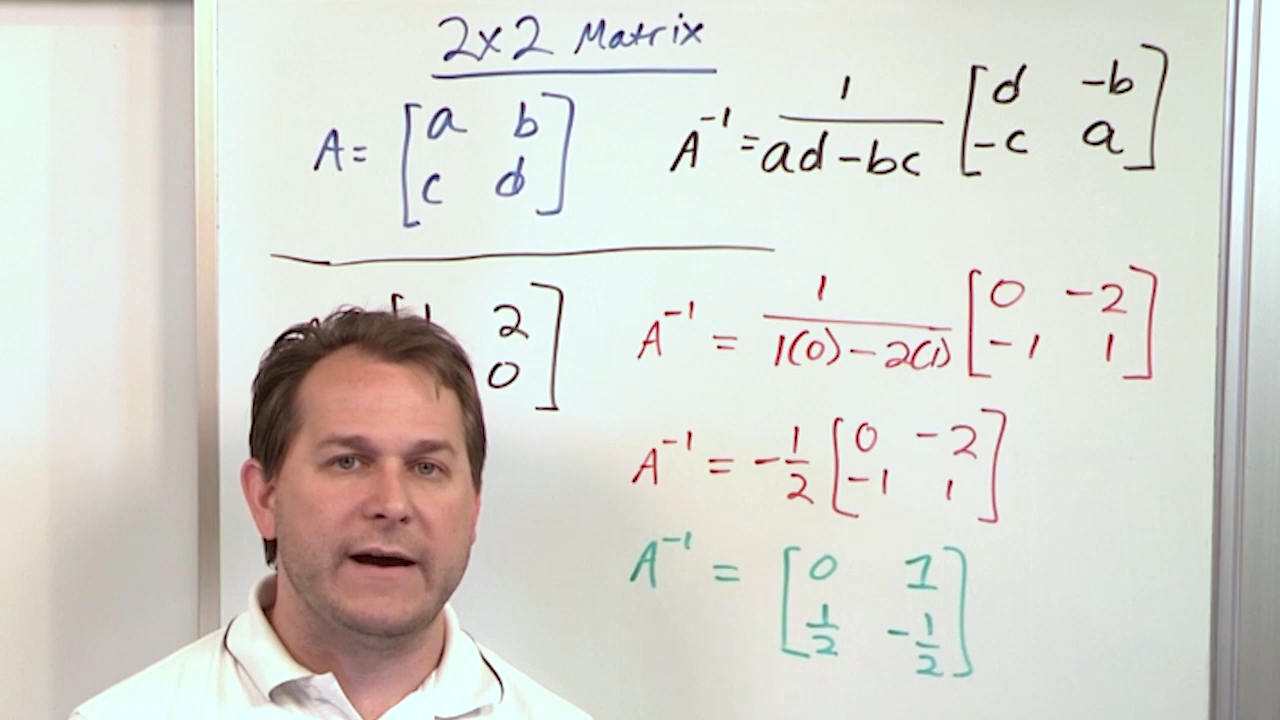 2x2 Matrix
A = [a b
c d]
A⁻¹ = 1/(ad-bc) [d -b
-c a]
2
0]
A⁻¹ = 1/(1(0)-2(1)) [0 -2
-1 1]
A⁻¹ = -1/2 [0 -2
-1 1]
A⁻¹ = [0 1
1/2 -1/2]